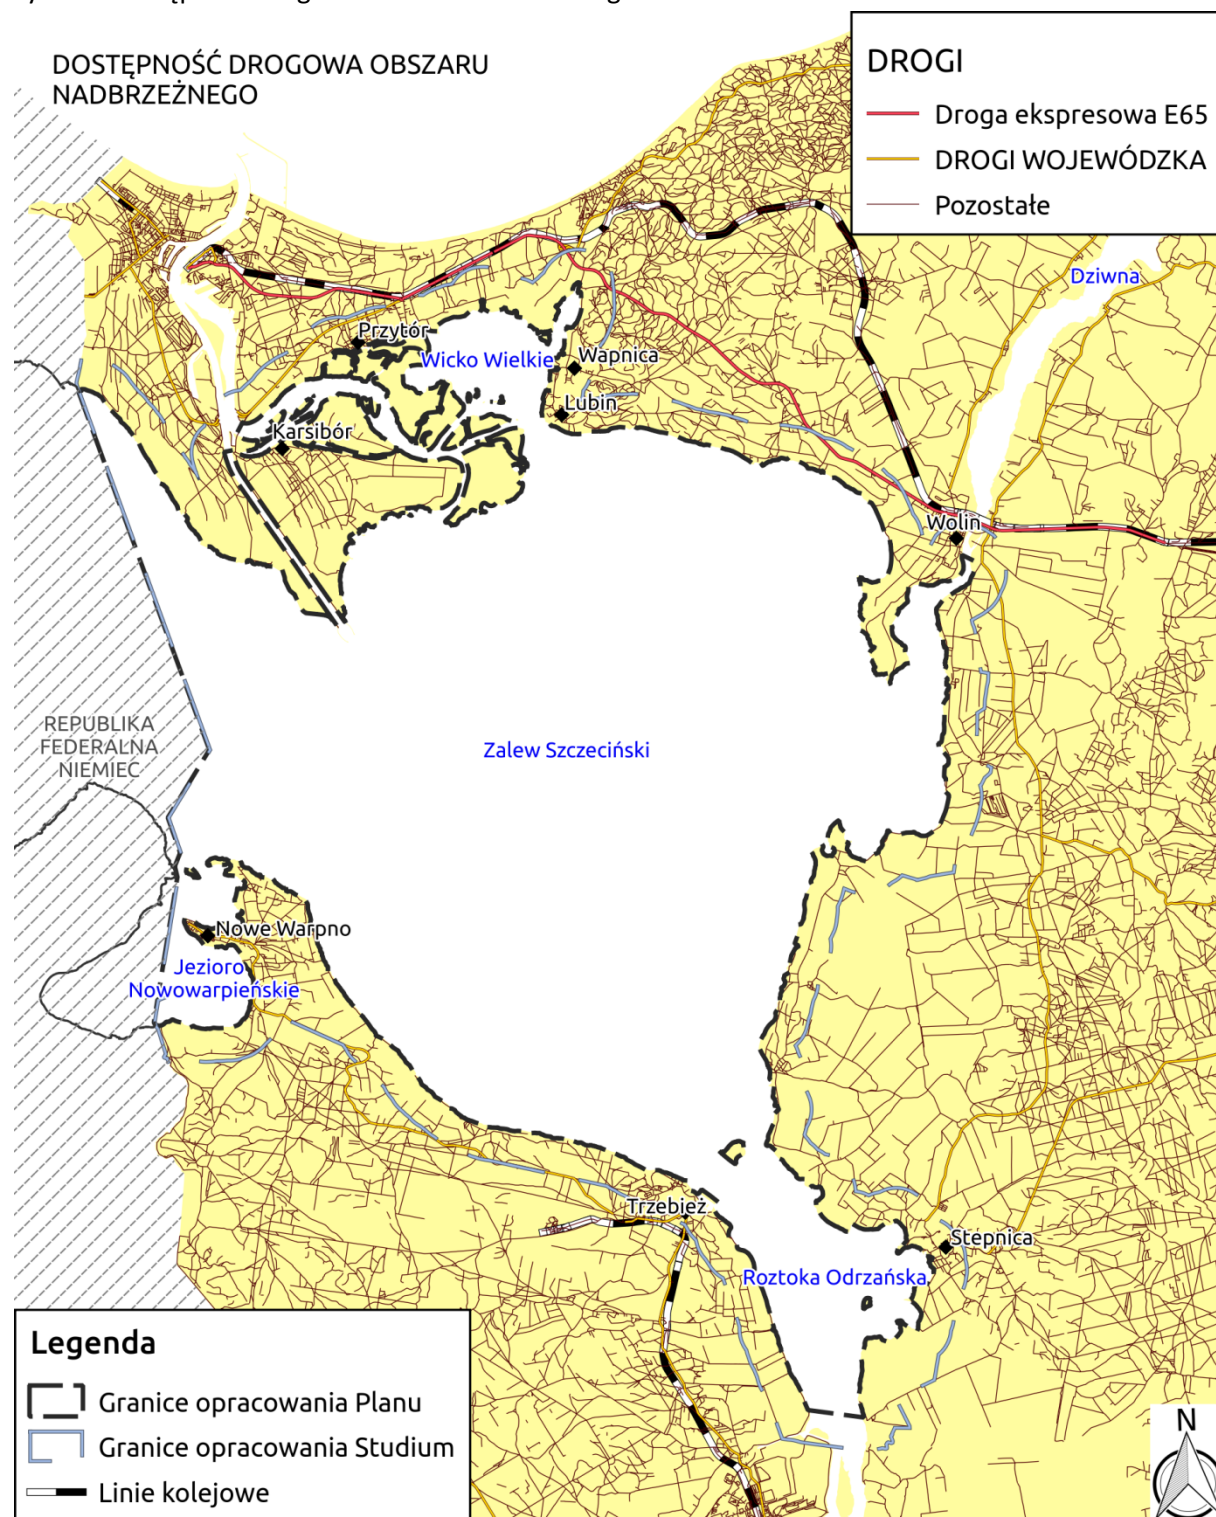 DOSTĘPNOŚĆ DROGOWA OBSZARU
NADBRZEŻNEGO
DROGI
Droga ekspresowa E65
DROGI WOJEWÓDZKA
Pozostałe
Dziwna
Przytór
Wicko Wielkie
Wapnica
Lubin
Karsibór
Wolin
REPUBLIKA
FEDERALNA
NIEMIEC
Zalew Szczeciński
Nowe Warpno
Jezioro
Nowowarpieńskie
Trzebież
Stepnica
Roztoka Odrzańska
Legenda
Granice opracowania Planu
Granice opracowania Studium
Linie kolejowe
N